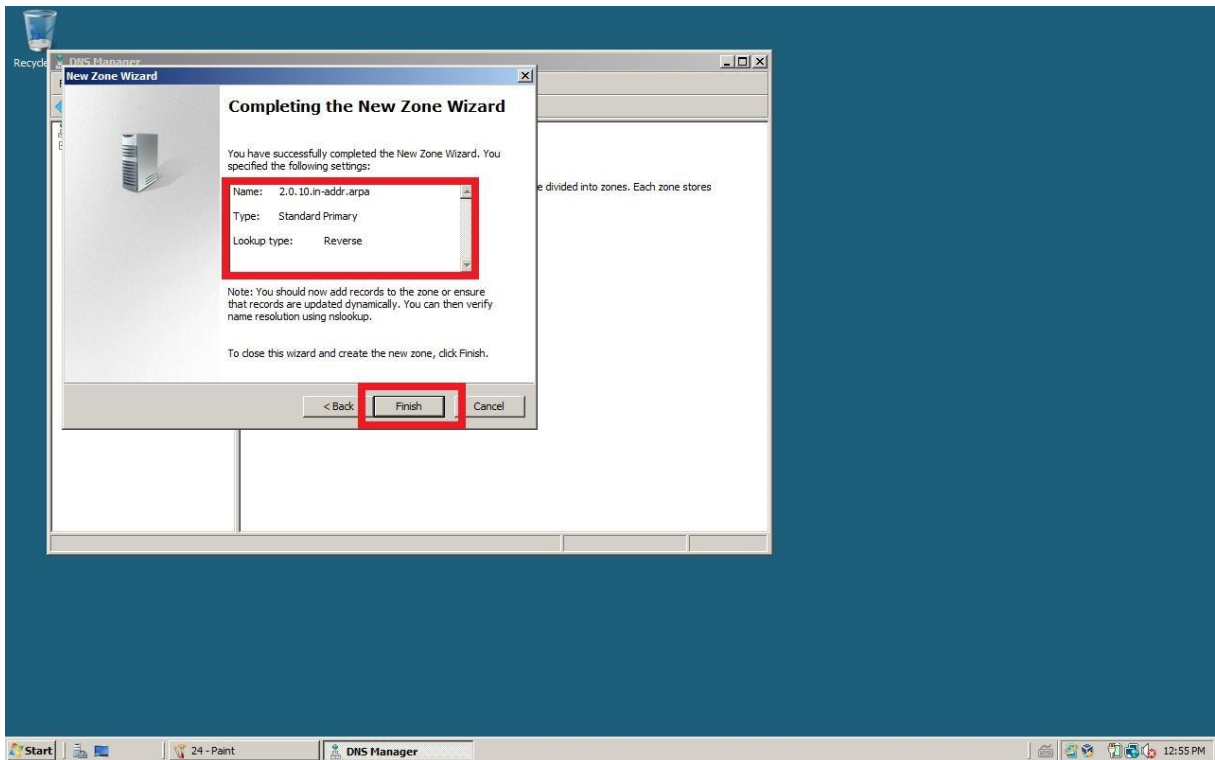 Recycle
DNS Manager
New Zone Wizard
Completing the New Zone Wizard
You have successfully completed the New Zone Wizard. You
specified the following settings:
Name: 2.0.10.in-addr.arpa
Type: Standard Primary
Lookup type: Reverse
e divided into zones. Each zone stores
Note: You should now add records to the zone or ensure
that records are updated dynamically. You can then verify
name resolution using nslookup.
To close this wizard and create the new zone, click Finish.
< Back Finish Cancel
Start 24 - Paint DNS Manager 12:55 PM